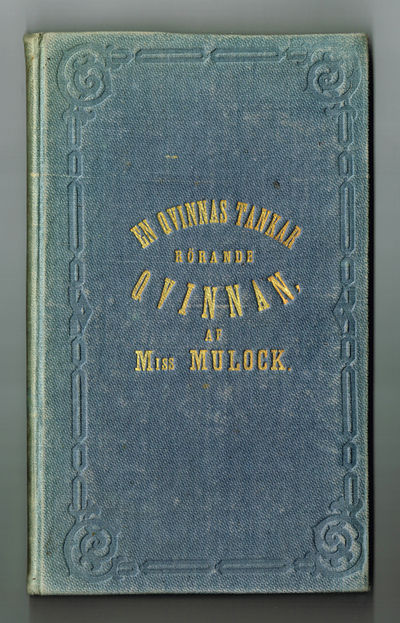 EN QVINNAS TANKAR
RÖRANDE
QVINNAN,
AF
MISS MULOCK.